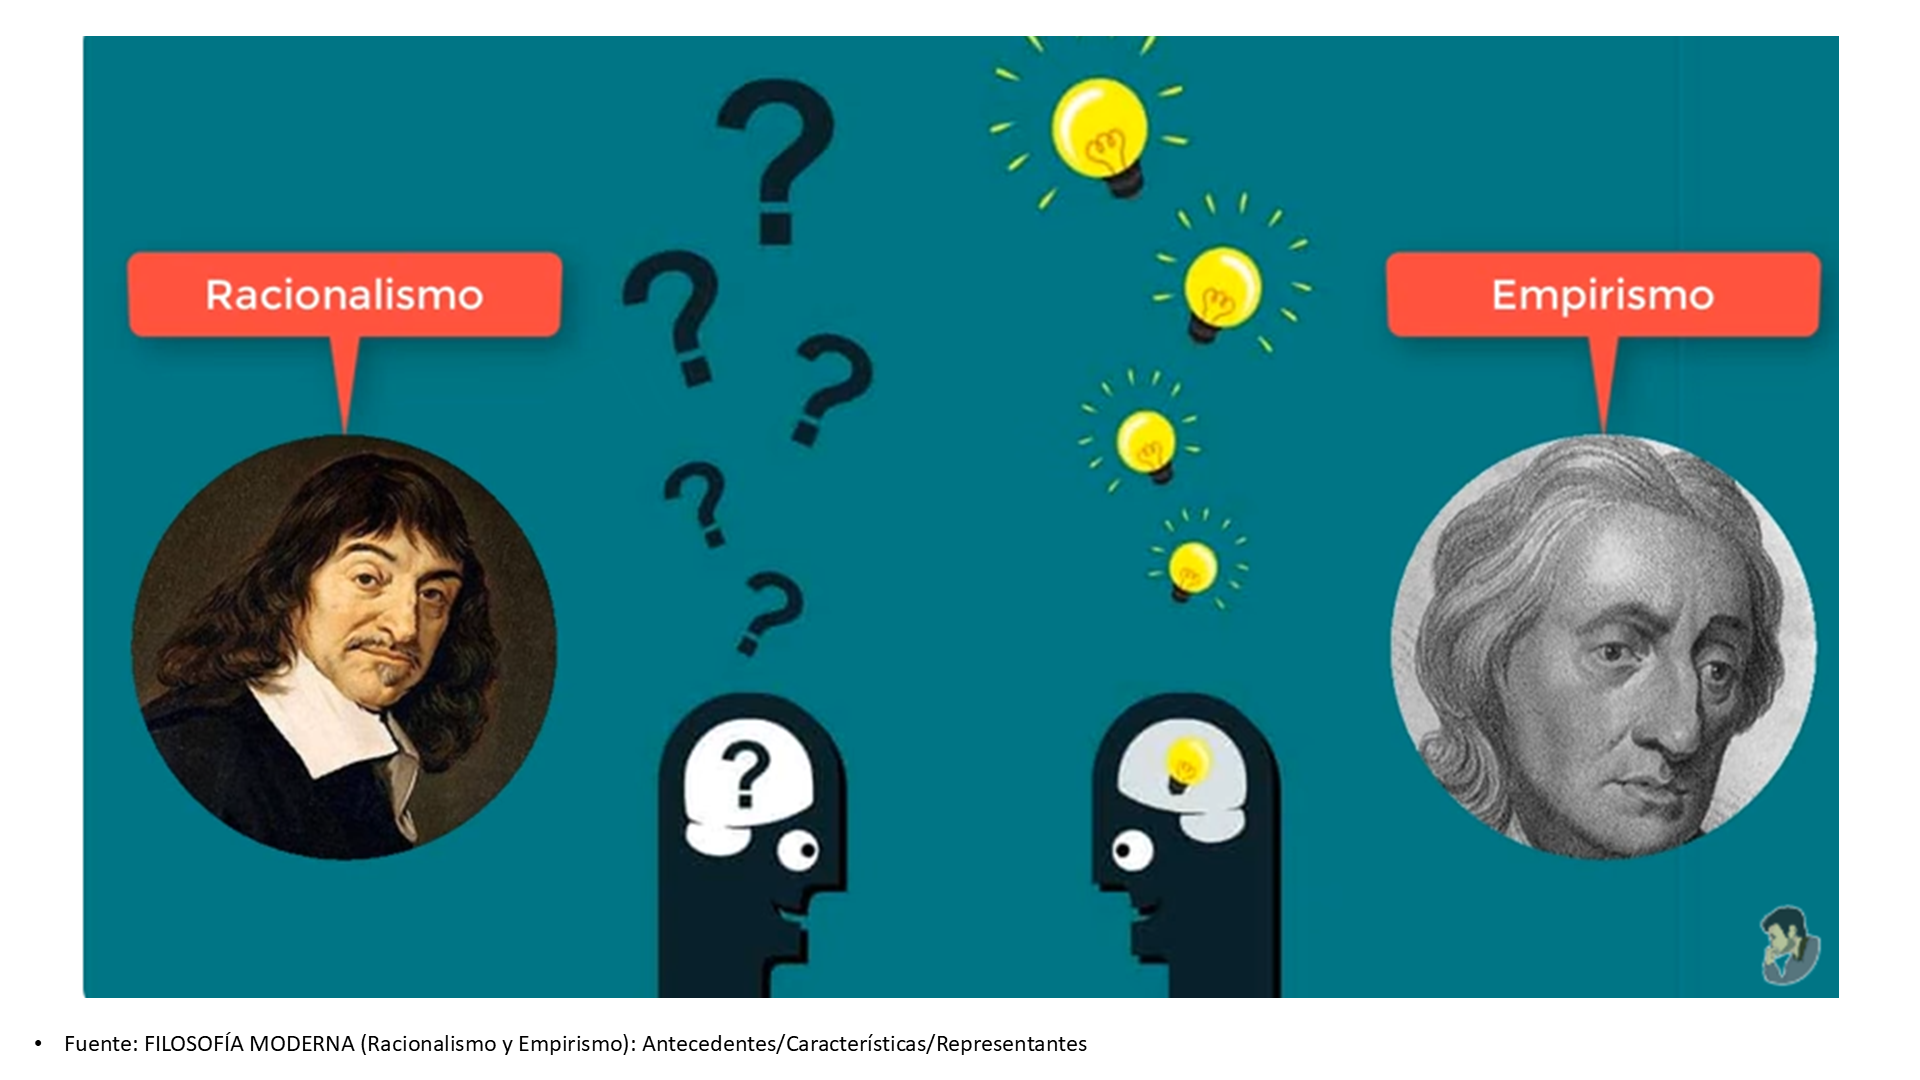 Racionalismo
Empirismo
• Fuente: FILOSOFÍA MODERNA (Racionalismo y Empirismo): Antecedentes/Características/Representantes